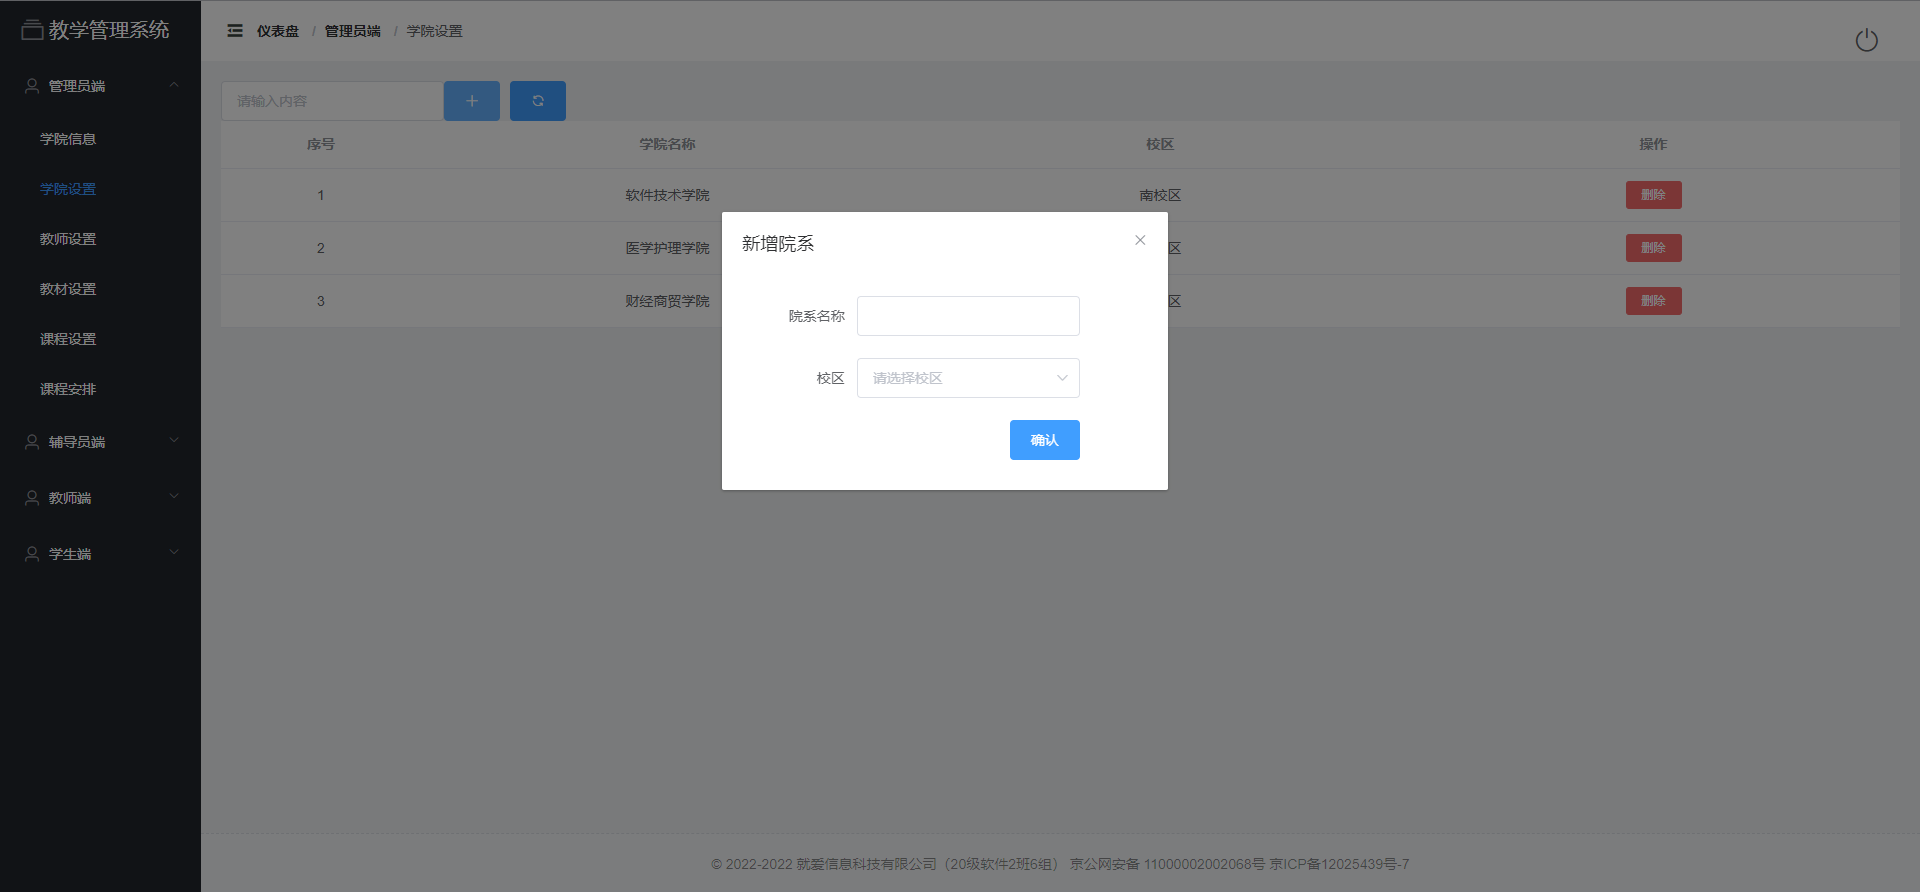 教学管理系统
仪表盘 / 管理员端 / 学院设置
管理员端
学院信息
学院设置
教师设置
教材设置
课程设置
课程安排
辅导员端
教师端
学生端
请输入内容
序号 学院名称 校区 操作
1 软件技术学院 南校区 删除
2 医学护理学院 区 删除
3 财经商贸学院 区 删除
新增院系
院系名称
校区 请选择校区
确认
© 2022-2022 就爱信息科技有限公司（20级软件2班6组） 京公网安备 11000002002068号 京ICP备12025439号-7